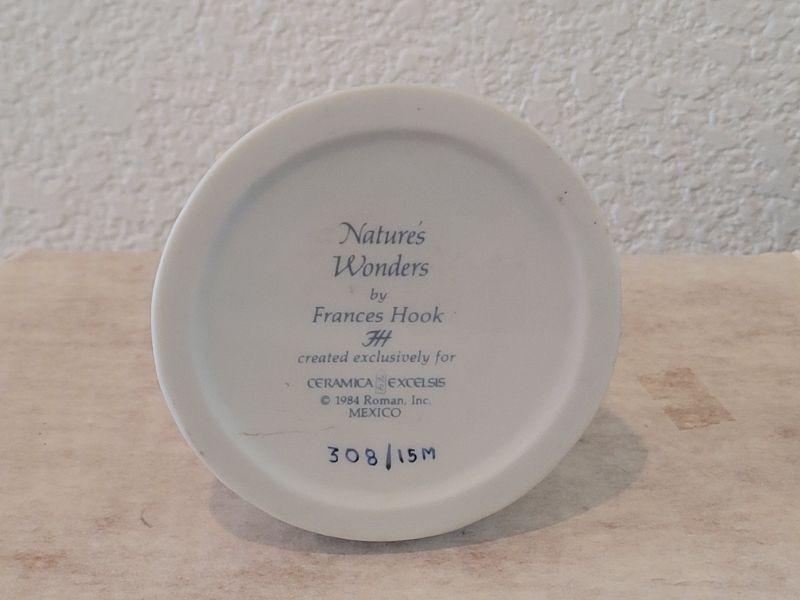 Nature's
Wonders
by
Frances Hook
FH
created exclusively for
CERAMICA EXCELSIS
© 1984 Roman, Inc.
MEXICO
308/15M